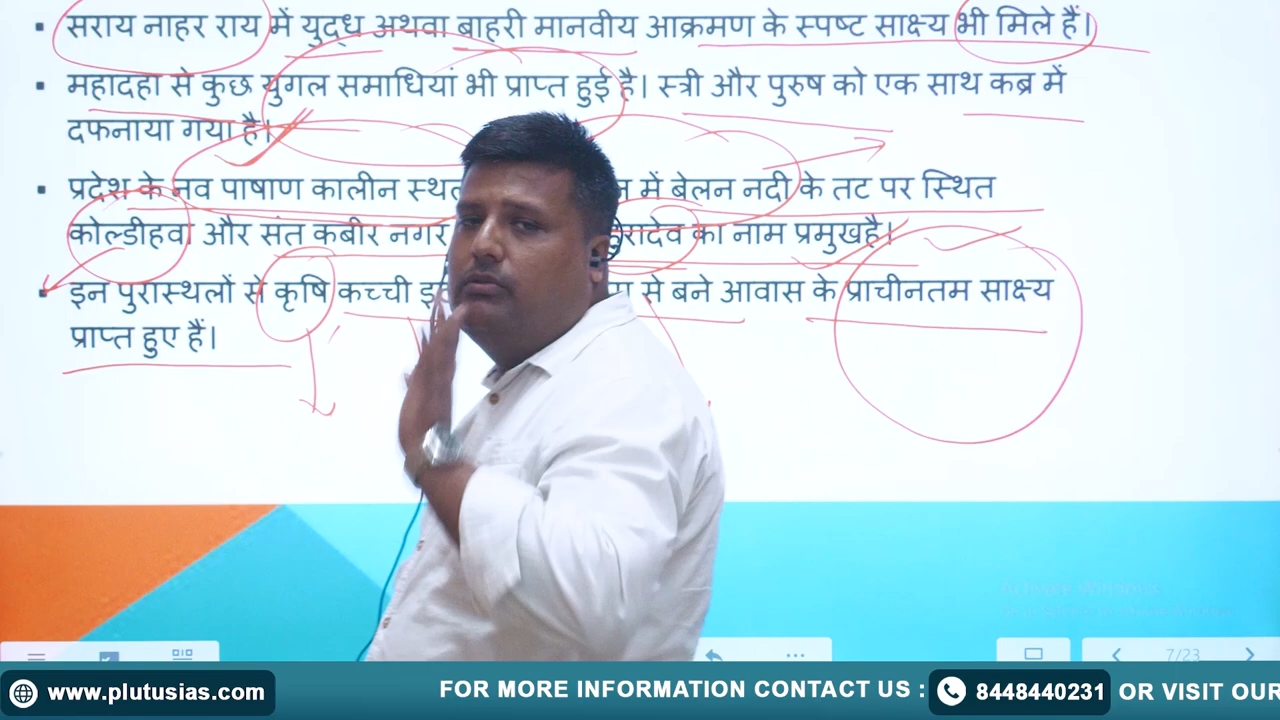 सराय नाहर राय में युद्ध अथवा बाहरी मानवीय आक्रमण के स्पष्ट साक्ष्य भी मिले हैं।
महादहा से कुछ युगल समाधियां भी प्राप्त हुई है। स्त्री और पुरुष को एक साथ कब्र में
दफनाया गया है।
प्रदेश के नव पाषाण कालीन में बेलन नदी के तट पर स्थित
कोल्डीहवा और संत कबीर नगर का नाम प्रमुखहै।
इन पुरास्थलों से कृषि कच्ची से बने आवास के प्राचीनतम साक्ष्य
प्राप्त हुए हैं।
Activate Windows
7/23
www.plutusias.com FOR MORE INFORMATION CONTACT US : 8448440231 OR VISIT OUR